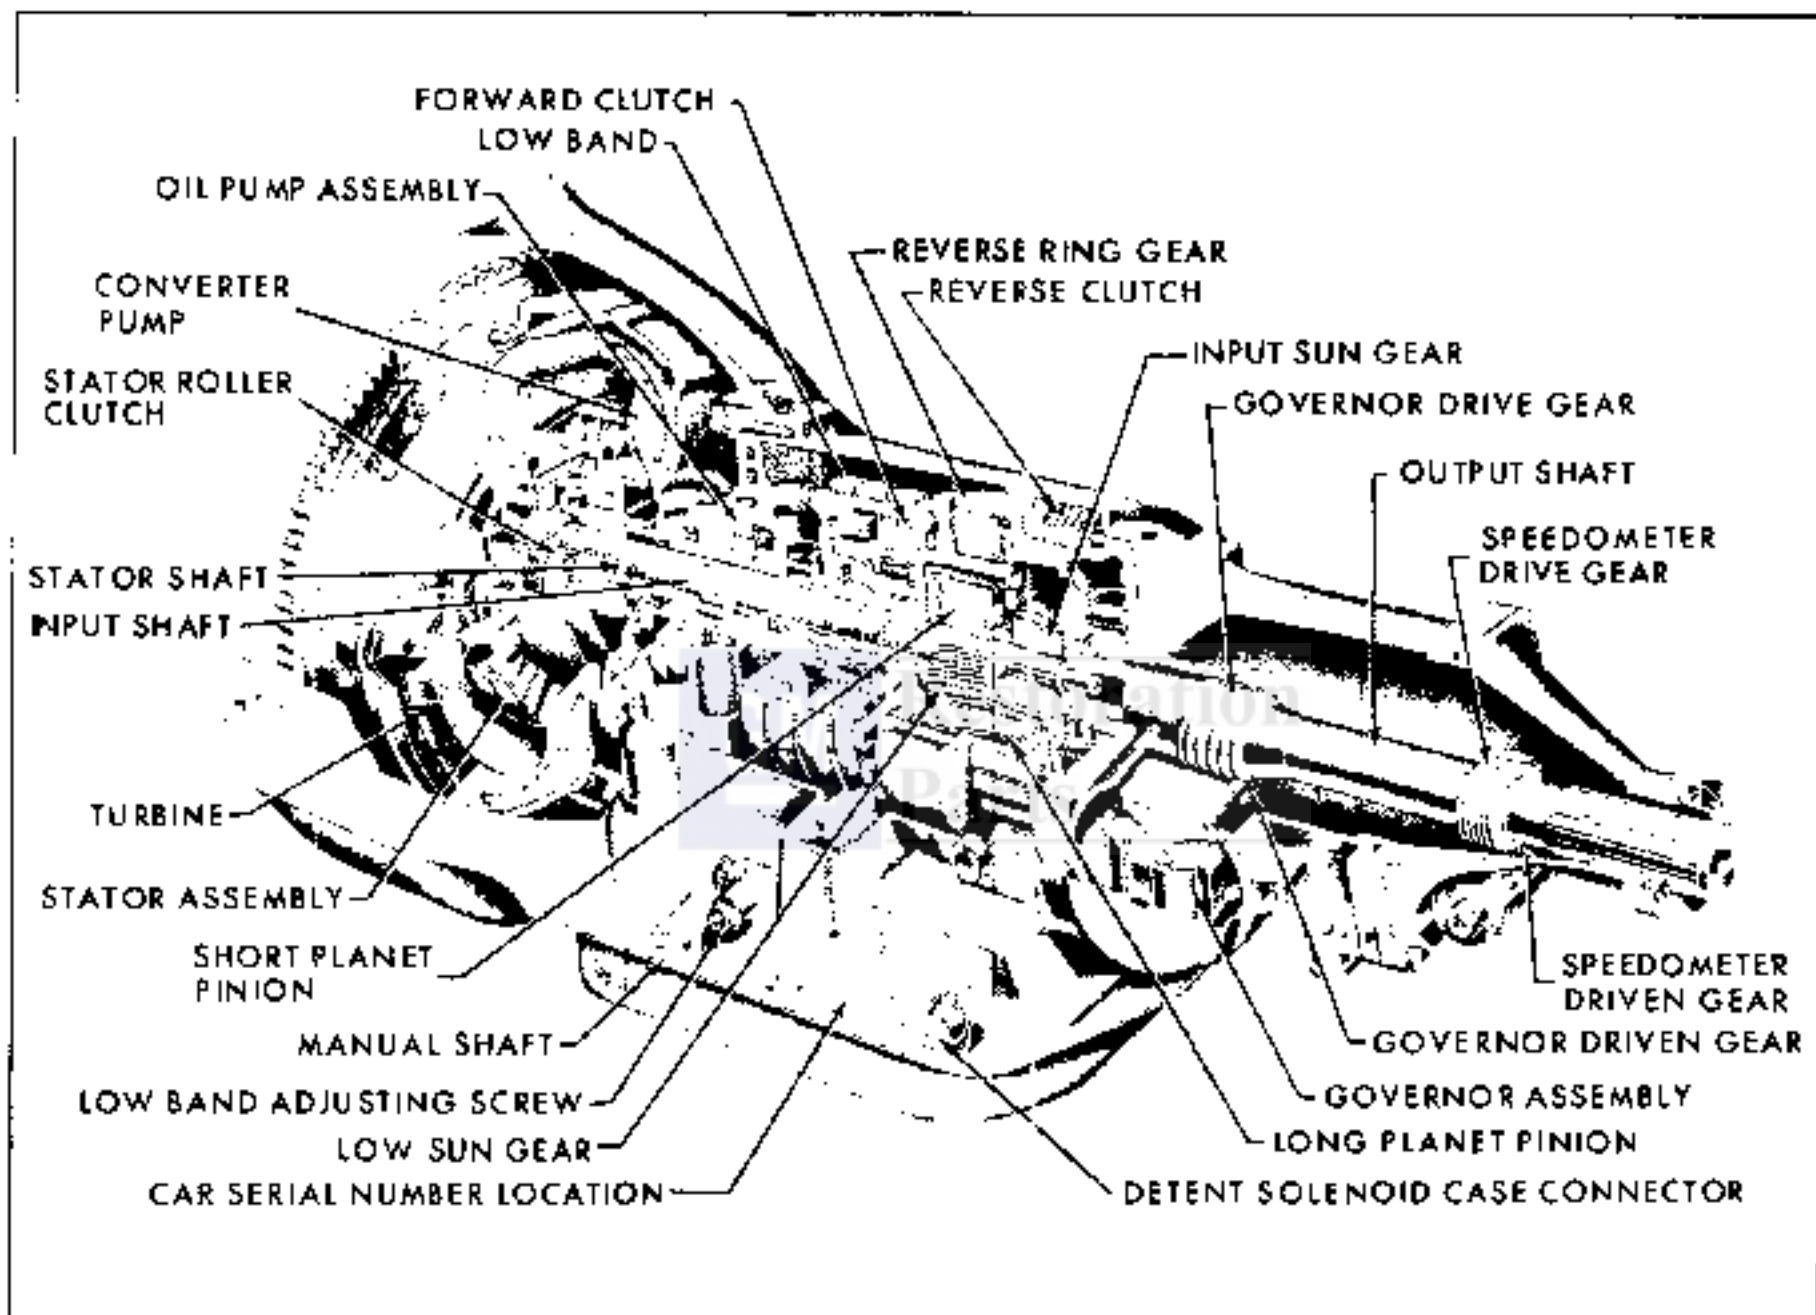 FORWARD CLUTCH
LOW BAND
OIL PUMP ASSEMBLY
REVERSE RING GEAR
REVERSE CLUTCH
CONVERTER
PUMP
INPUT SUN GEAR
STATOR ROLLER
CLUTCH
GOVERNOR DRIVE GEAR
OUTPUT SHAFT
SPEEDOMETER
DRIVE GEAR
STATOR SHAFT
INPUT SHAFT
Restoration
Parts
TURBINE
STATOR ASSEMBLY
SHORT PLANET
PINION
SPEEDOMETER
DRIVEN GEAR
MANUAL SHAFT
GOVERNOR DRIVEN GEAR
LOW BAND ADJUSTING SCREW
GOVERNOR ASSEMBLY
LOW SUN GEAR
LONG PLANET PINION
CAR SERIAL NUMBER LOCATION
DETENT SOLENOID CASE CONNECTOR